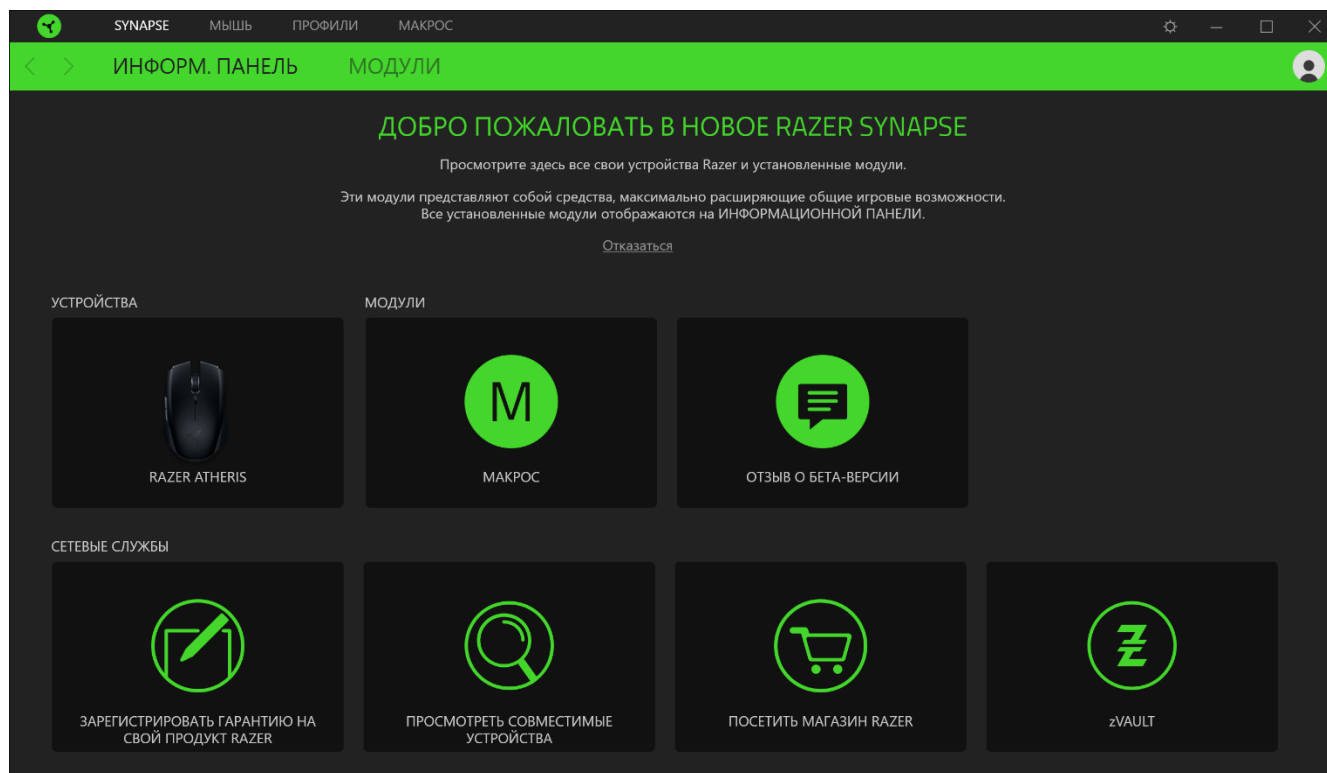 SYNAPSE МЫШЬ ПРОФИЛИ МАКРОС
ИНФОРМ. ПАНЕЛЬ МОДУЛИ
ДОБРО ПОЖАЛОВАТЬ В НОВОЕ RAZER SYNAPSE
Просмотрите здесь все свои устройства Razer и установленные модули.
Эти модули представляют собой средства, максимально расширяющие общие игровые возможности.
Все установленные модули отображаются на ИНФОРМАЦИОННОЙ ПАНЕЛИ.
Отказаться
УСТРОЙСТВА МОДУЛИ
M
RAZER ATHERIS МАКРОС ОТЗЫВ О БЕТА-ВЕРСИИ
СЕТЕВЫЕ СЛУЖБЫ
ЗАРЕГИСТРИРОВАТЬ ГАРАНТИЮ НА
СВОЙ ПРОДУКТ RAZER
ПРОСМОТРЕТЬ СОВМЕСТИМЫЕ
УСТРОЙСТВА
ПОСЕТИТЬ МАГАЗИН RAZER
zVAULT